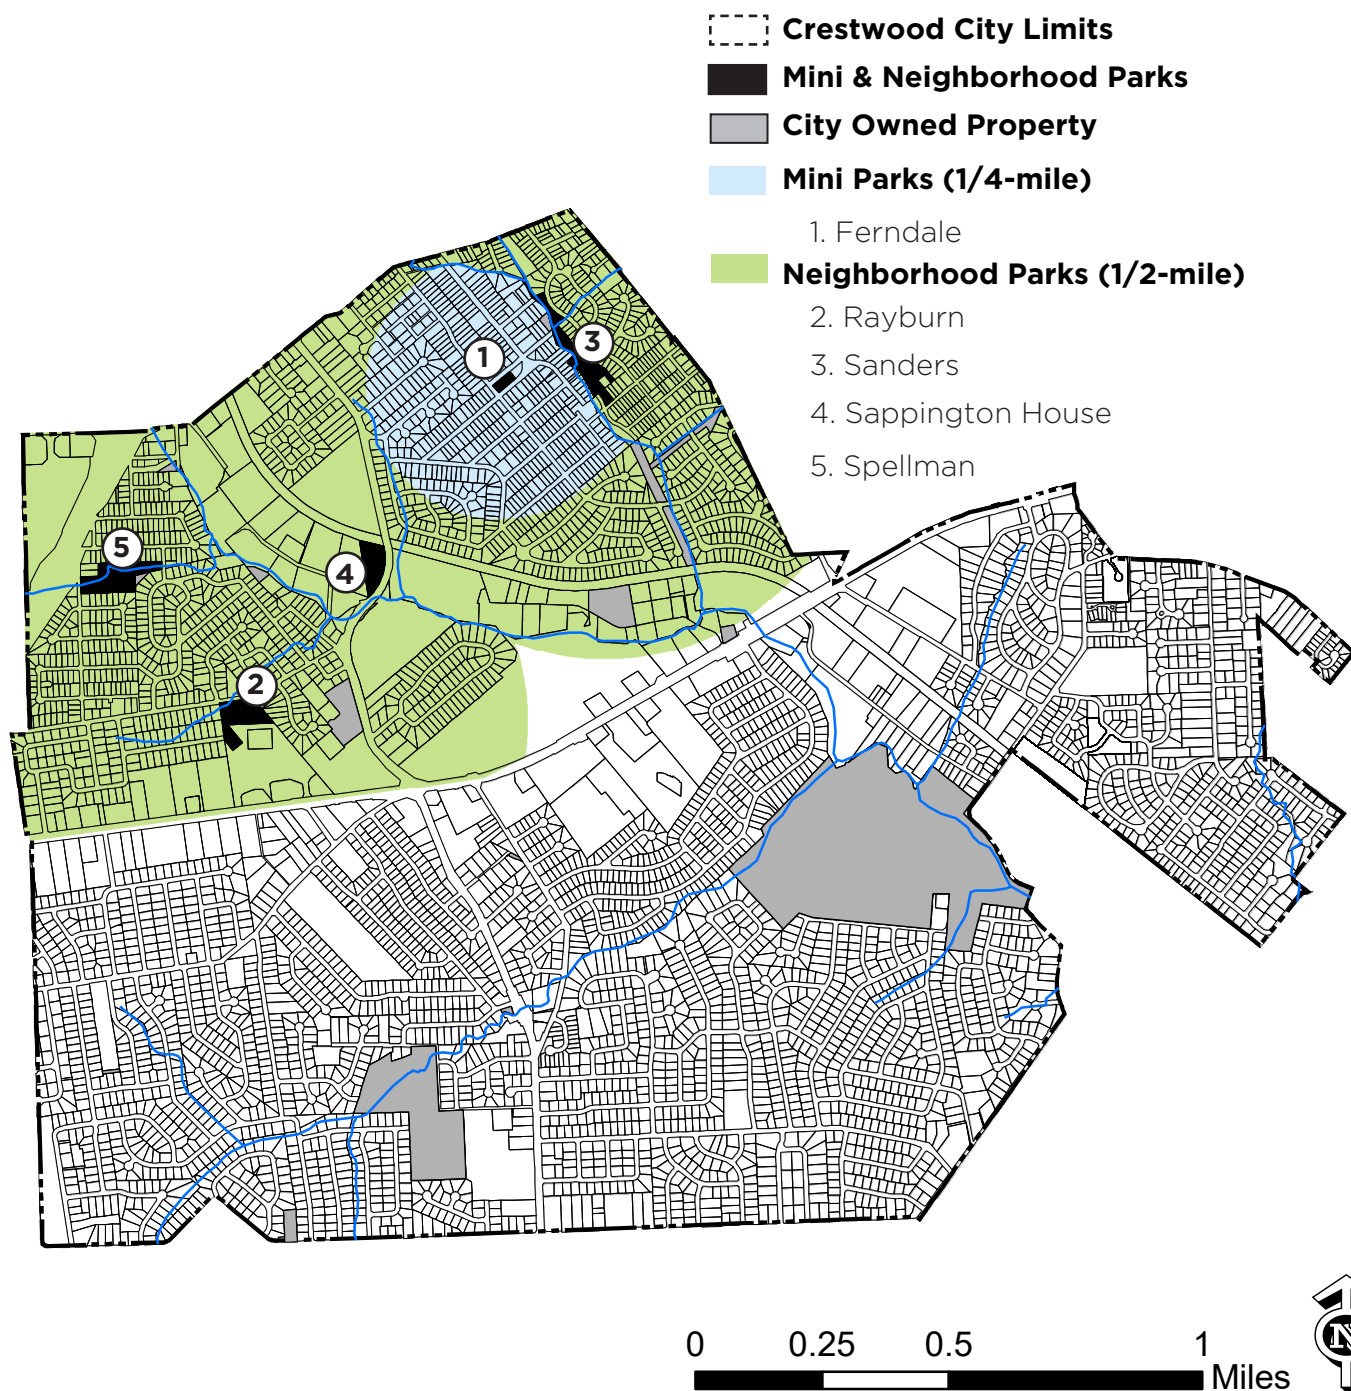 Crestwood City Limits
Mini & Neighborhood Parks
City Owned Property
Mini Parks (1/4-mile)
1. Ferndale
Neighborhood Parks (1/2-mile)
2. Rayburn
3. Sanders
4. Sappington House
5. Spellman
3
1
5
4
2
0 0.25 0.5 1
Miles
N